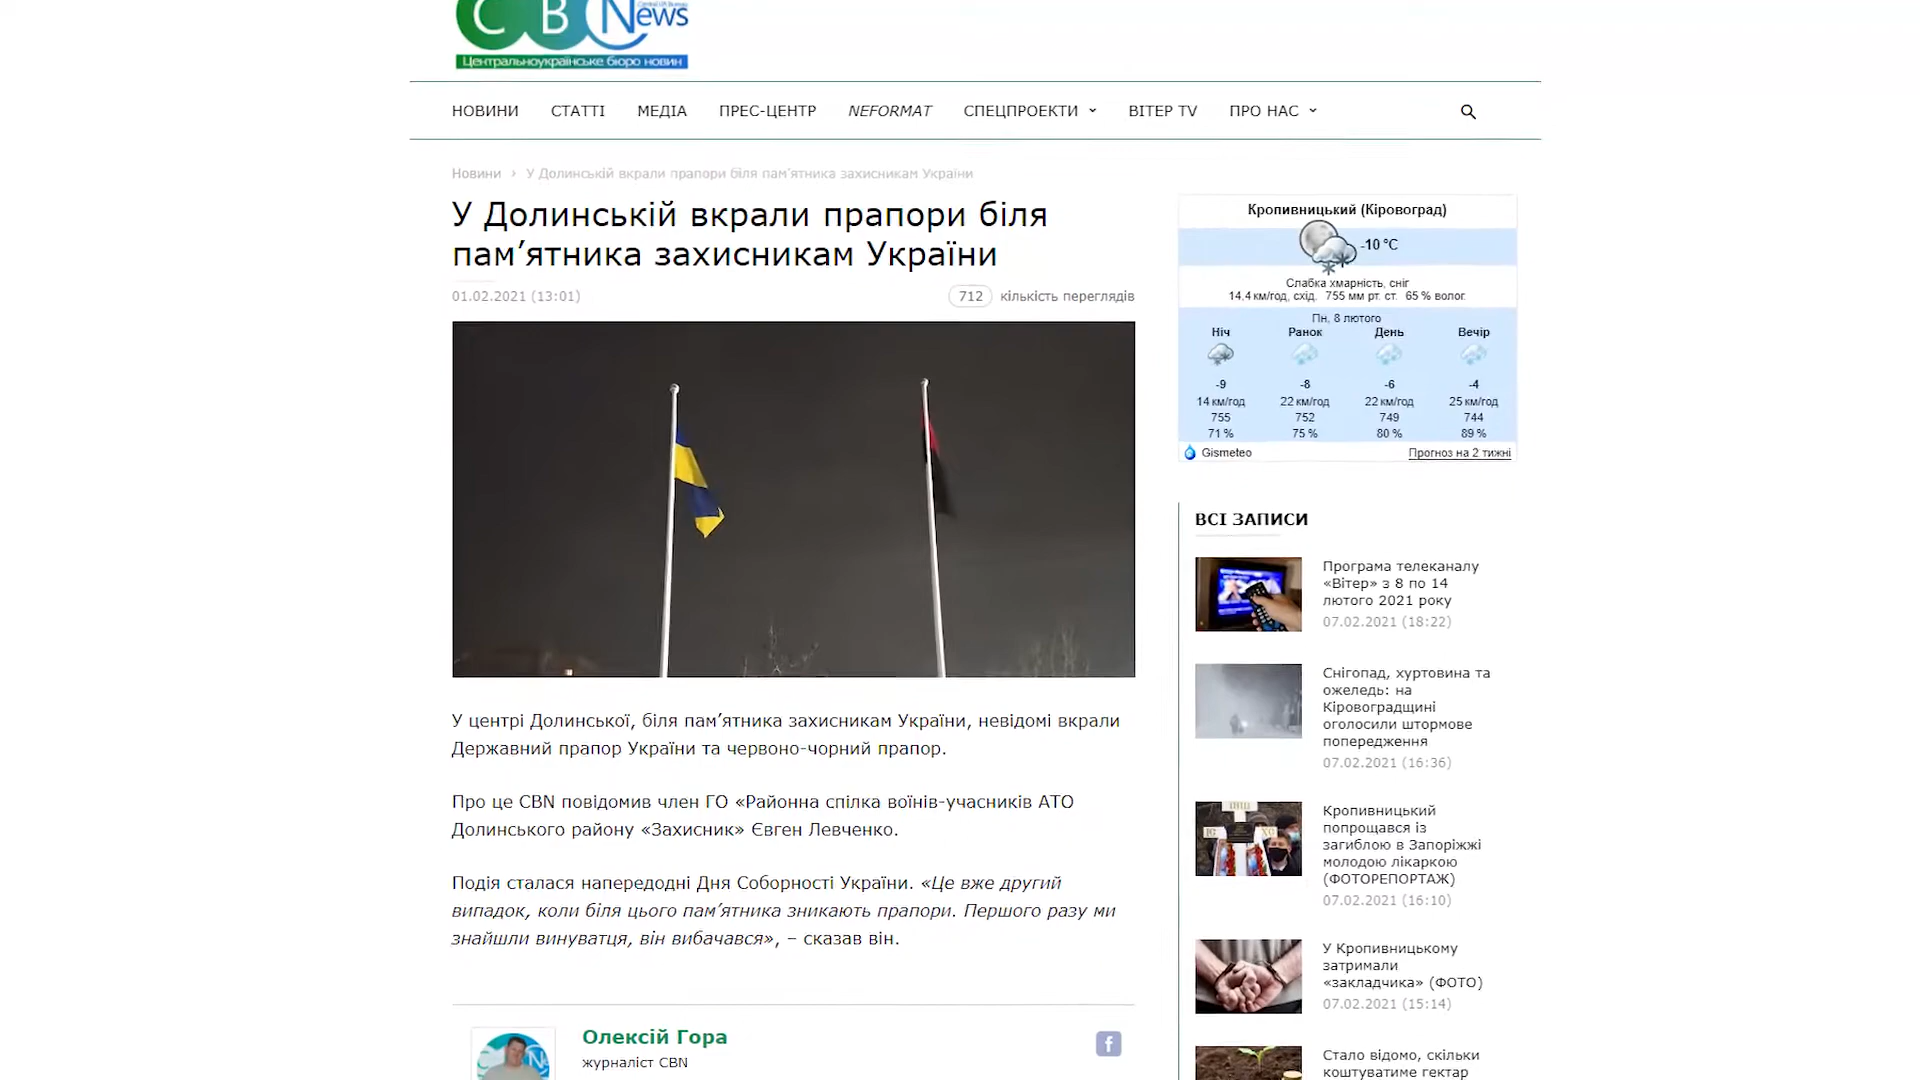 CBN News
Центральноукраїнське бюро новин
НОВИНИ
СТАТТІ
МЕДІА
ПРЕС-ЦЕНТР
NEFORMAT
СПЕЦПРОЕКТИ
ВІТЕР TV
ПРО НАС
Новини › У Долинській вкрали прапори біля пам’ятника захисникам України
У Долинській вкрали прапори біля
пам’ятника захисникам України
01.02.2021 (13:01)
712 кількість переглядів
У центрі Долинської, біля пам’ятника захисникам України, невідомі вкрали
Державний прапор України та червоно-чорний прапор.
Про це CBN повідомив член ГО «Районна спілка воїнів-учасників АТО
Долинського району «Захисник» Євген Левченко.
Подія сталася напередодні Дня Соборності України. «Це вже другий
випадок, коли біля цього пам’ятника зникають прапори. Першого разу ми
знайшли винуватця, він вибачався», – сказав він.
Олексій Гора
журналіст CBN
Кропивницький (Кіровоград)
-10 °C
Слабка хмарність, сніг
14,4 км/год, схід. 755 мм рт. ст. 65 % волог.
Пн, 8 лютого
Ніч Ранок День Вечір
-9 -8 -6 -4
14 км/год 22 км/год 22 км/год 25 км/год
755 752 749 744
71 % 75 % 80 % 89 %
Gismeteo Прогноз на 2 тижні
ВСІ ЗАПИСИ
Програма телеканалу
«Вітер» з 8 по 14
лютого 2021 року
07.02.2021 (18:22)
Снігопад, хуртовина та
ожеледь: на
Кіровоградщині
оголосили штормове
попередження
07.02.2021 (16:36)
Кропивницький
попрощався із
загиблою в Запоріжжі
молодою лікаркою
(ФОТОРЕПОРТАЖ)
07.02.2021 (16:10)
У Кропивницькому
затримали
«закладчика» (ФОТО)
07.02.2021 (15:14)
Стало відомо, скільки
коштуватиме гектар